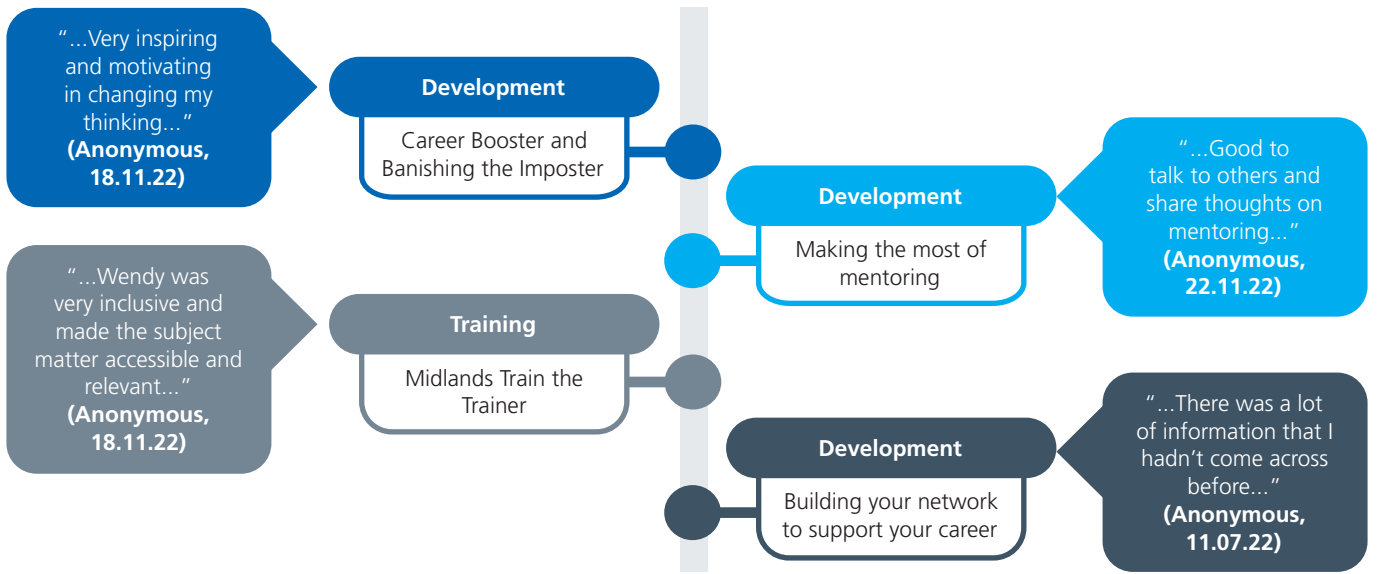 “...Very inspiring
and motivating
in changing my
thinking...”
(Anonymous,
18.11.22)
Development
Career Booster and
Banishing the Imposter
Development
Making the most of
mentoring
“...Good to
talk to others and
share thoughts on
mentoring...”
(Anonymous,
22.11.22)
“...Wendy was
very inclusive and
made the subject
matter accessible and
relevant...”
(Anonymous,
18.11.22)
Training
Midlands Train the
Trainer
Development
Building your network
to support your career
“...There was a lot
of information that I
hadn't come across
before...”
(Anonymous,
11.07.22)